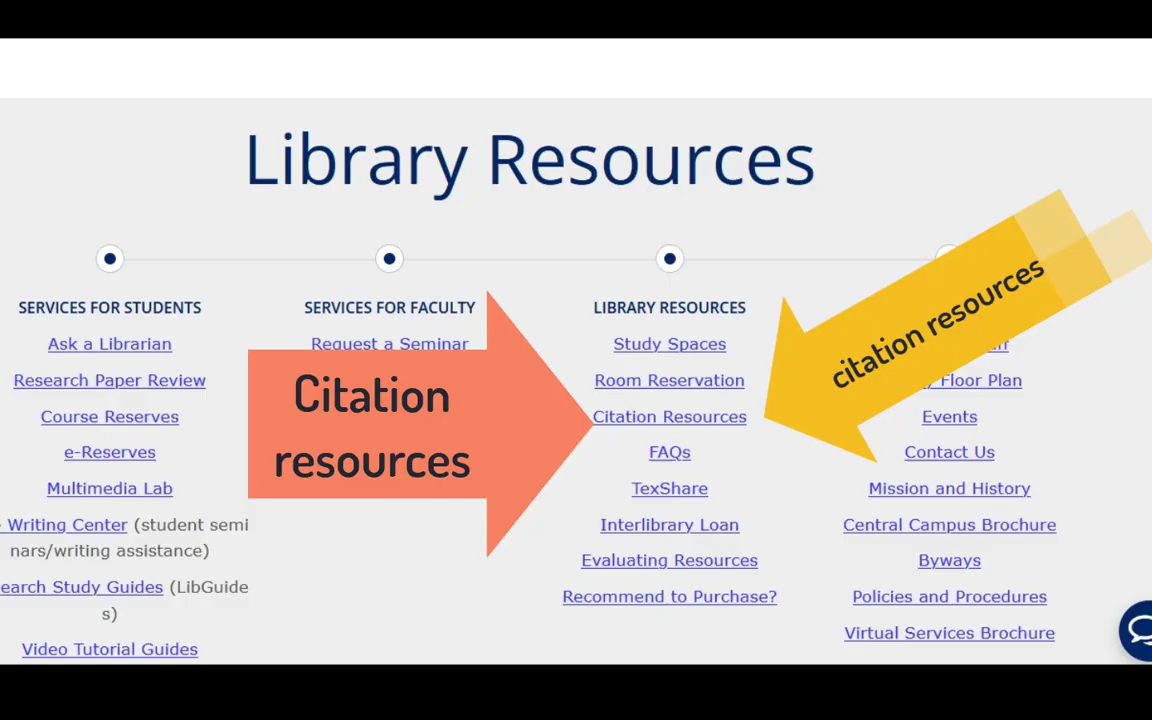 Library Resources
SERVICES FOR STUDENTS
Ask a Librarian
Research Paper Review
Course Reserves
e-Reserves
Multimedia Lab
Writing Center (student semi
nars/writing assistance)
Study Guides (LibGuide
s)
Video Tutorial Guides
SERVICES FOR FACULTY
Request a Seminar
Citation
resources
LIBRARY RESOURCES
Study Spaces
Room Reservation
Citation Resources
FAQs
TexShare
Interlibrary Loan
Evaluating Resources
Recommend to Purchase?
citation resources
Floor Plan
Events
Contact Us
Mission and History
Central Campus Brochure
Byways
Policies and Procedures
Virtual Services Brochure